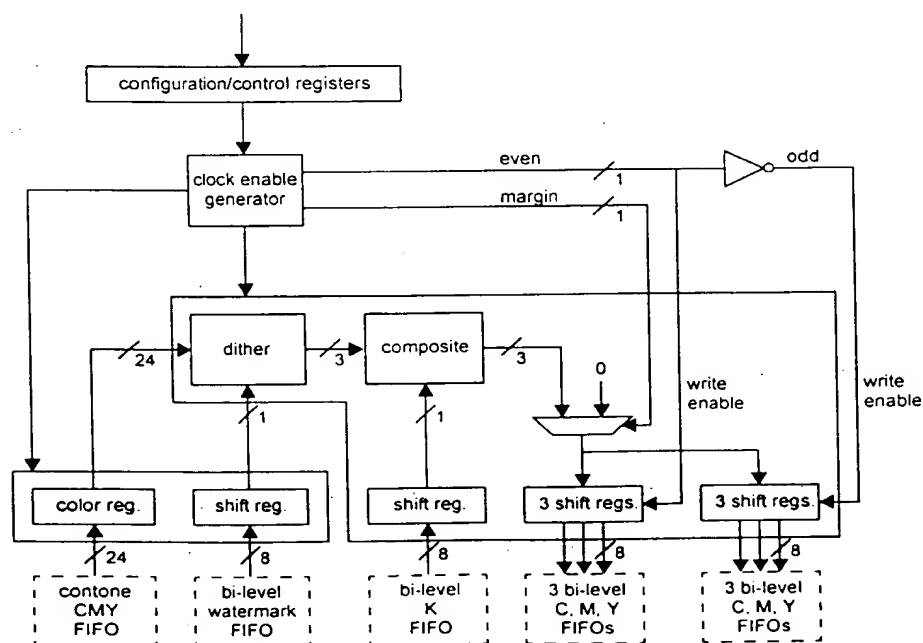 configuration/control registers
even
1
odd
clock enable
generator
margin
1
24
dither
3
composite
3
0
1
1
write
enable
write
enable
color reg.
shift reg.
shift reg.
3 shift regs.
3 shift regs.
24
8
8
8
8
contone
CMY
FIFO
bi-level
watermark
FIFO
bi-level
K
FIFO
3 bi-level
C, M, Y
FIFOs
3 bi-level
C, M, Y
FIFOs